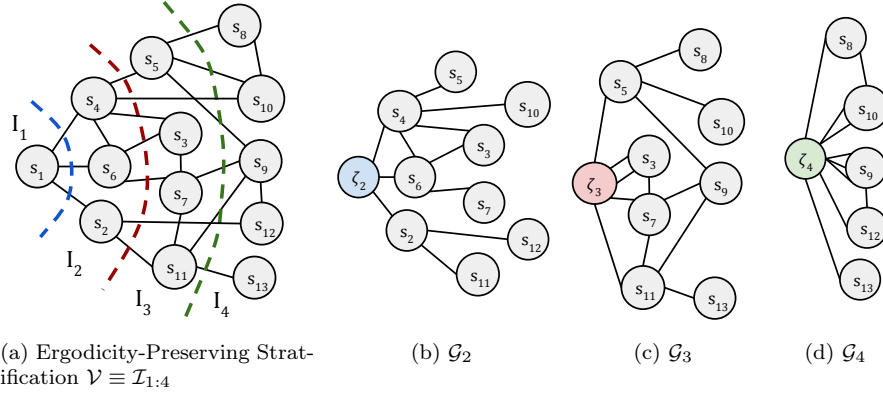 I₁
I₂
I₃
I₄
s₁
s₂
s₃
s₄
s₅
s₆
s₇
s₈
s₉
s₁₀
s₁₁
s₁₂
s₁₃
ζ₂
s₂
s₃
s₄
s₅
s₆
s₇
s₁₀
s₁₁
s₁₂
ζ₃
s₃
s₅
s₇
s₈
s₉
s₁₀
s₁₁
s₁₃
ζ₄
s₈
s₁₀
s₉
s₁₂
s₁₃
(a) Ergodicity-Preserving Strat-
ification 𝒱 ≡ ℐ₁:₄
(b) 𝒢₂
(c) 𝒢₃
(d) 𝒢₄